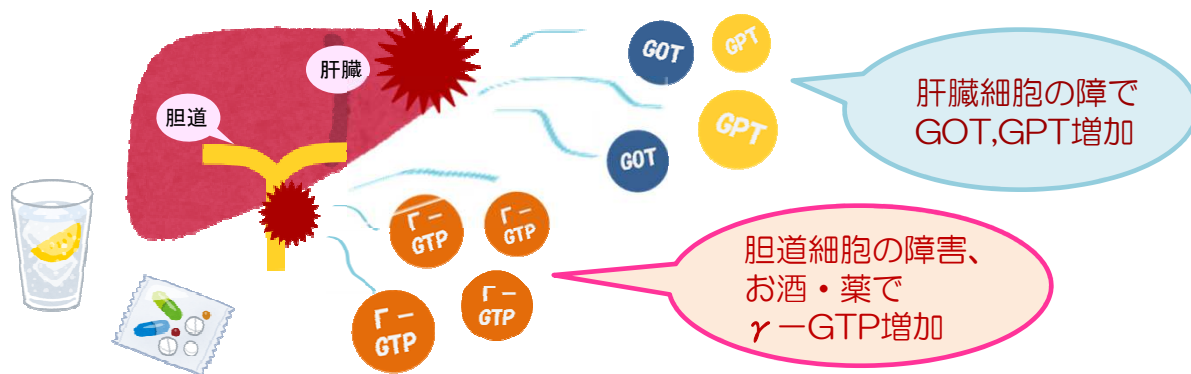 肝臓
胆道
GOT
GPT
GPT
GOT
肝臓細胞の障で
GOT,GPT増加
Γ－
GTP
Γ－
GTP
Γ－
GTP
Γ－
GTP
胆道細胞の障害、
お酒・薬で
γ－GTP増加